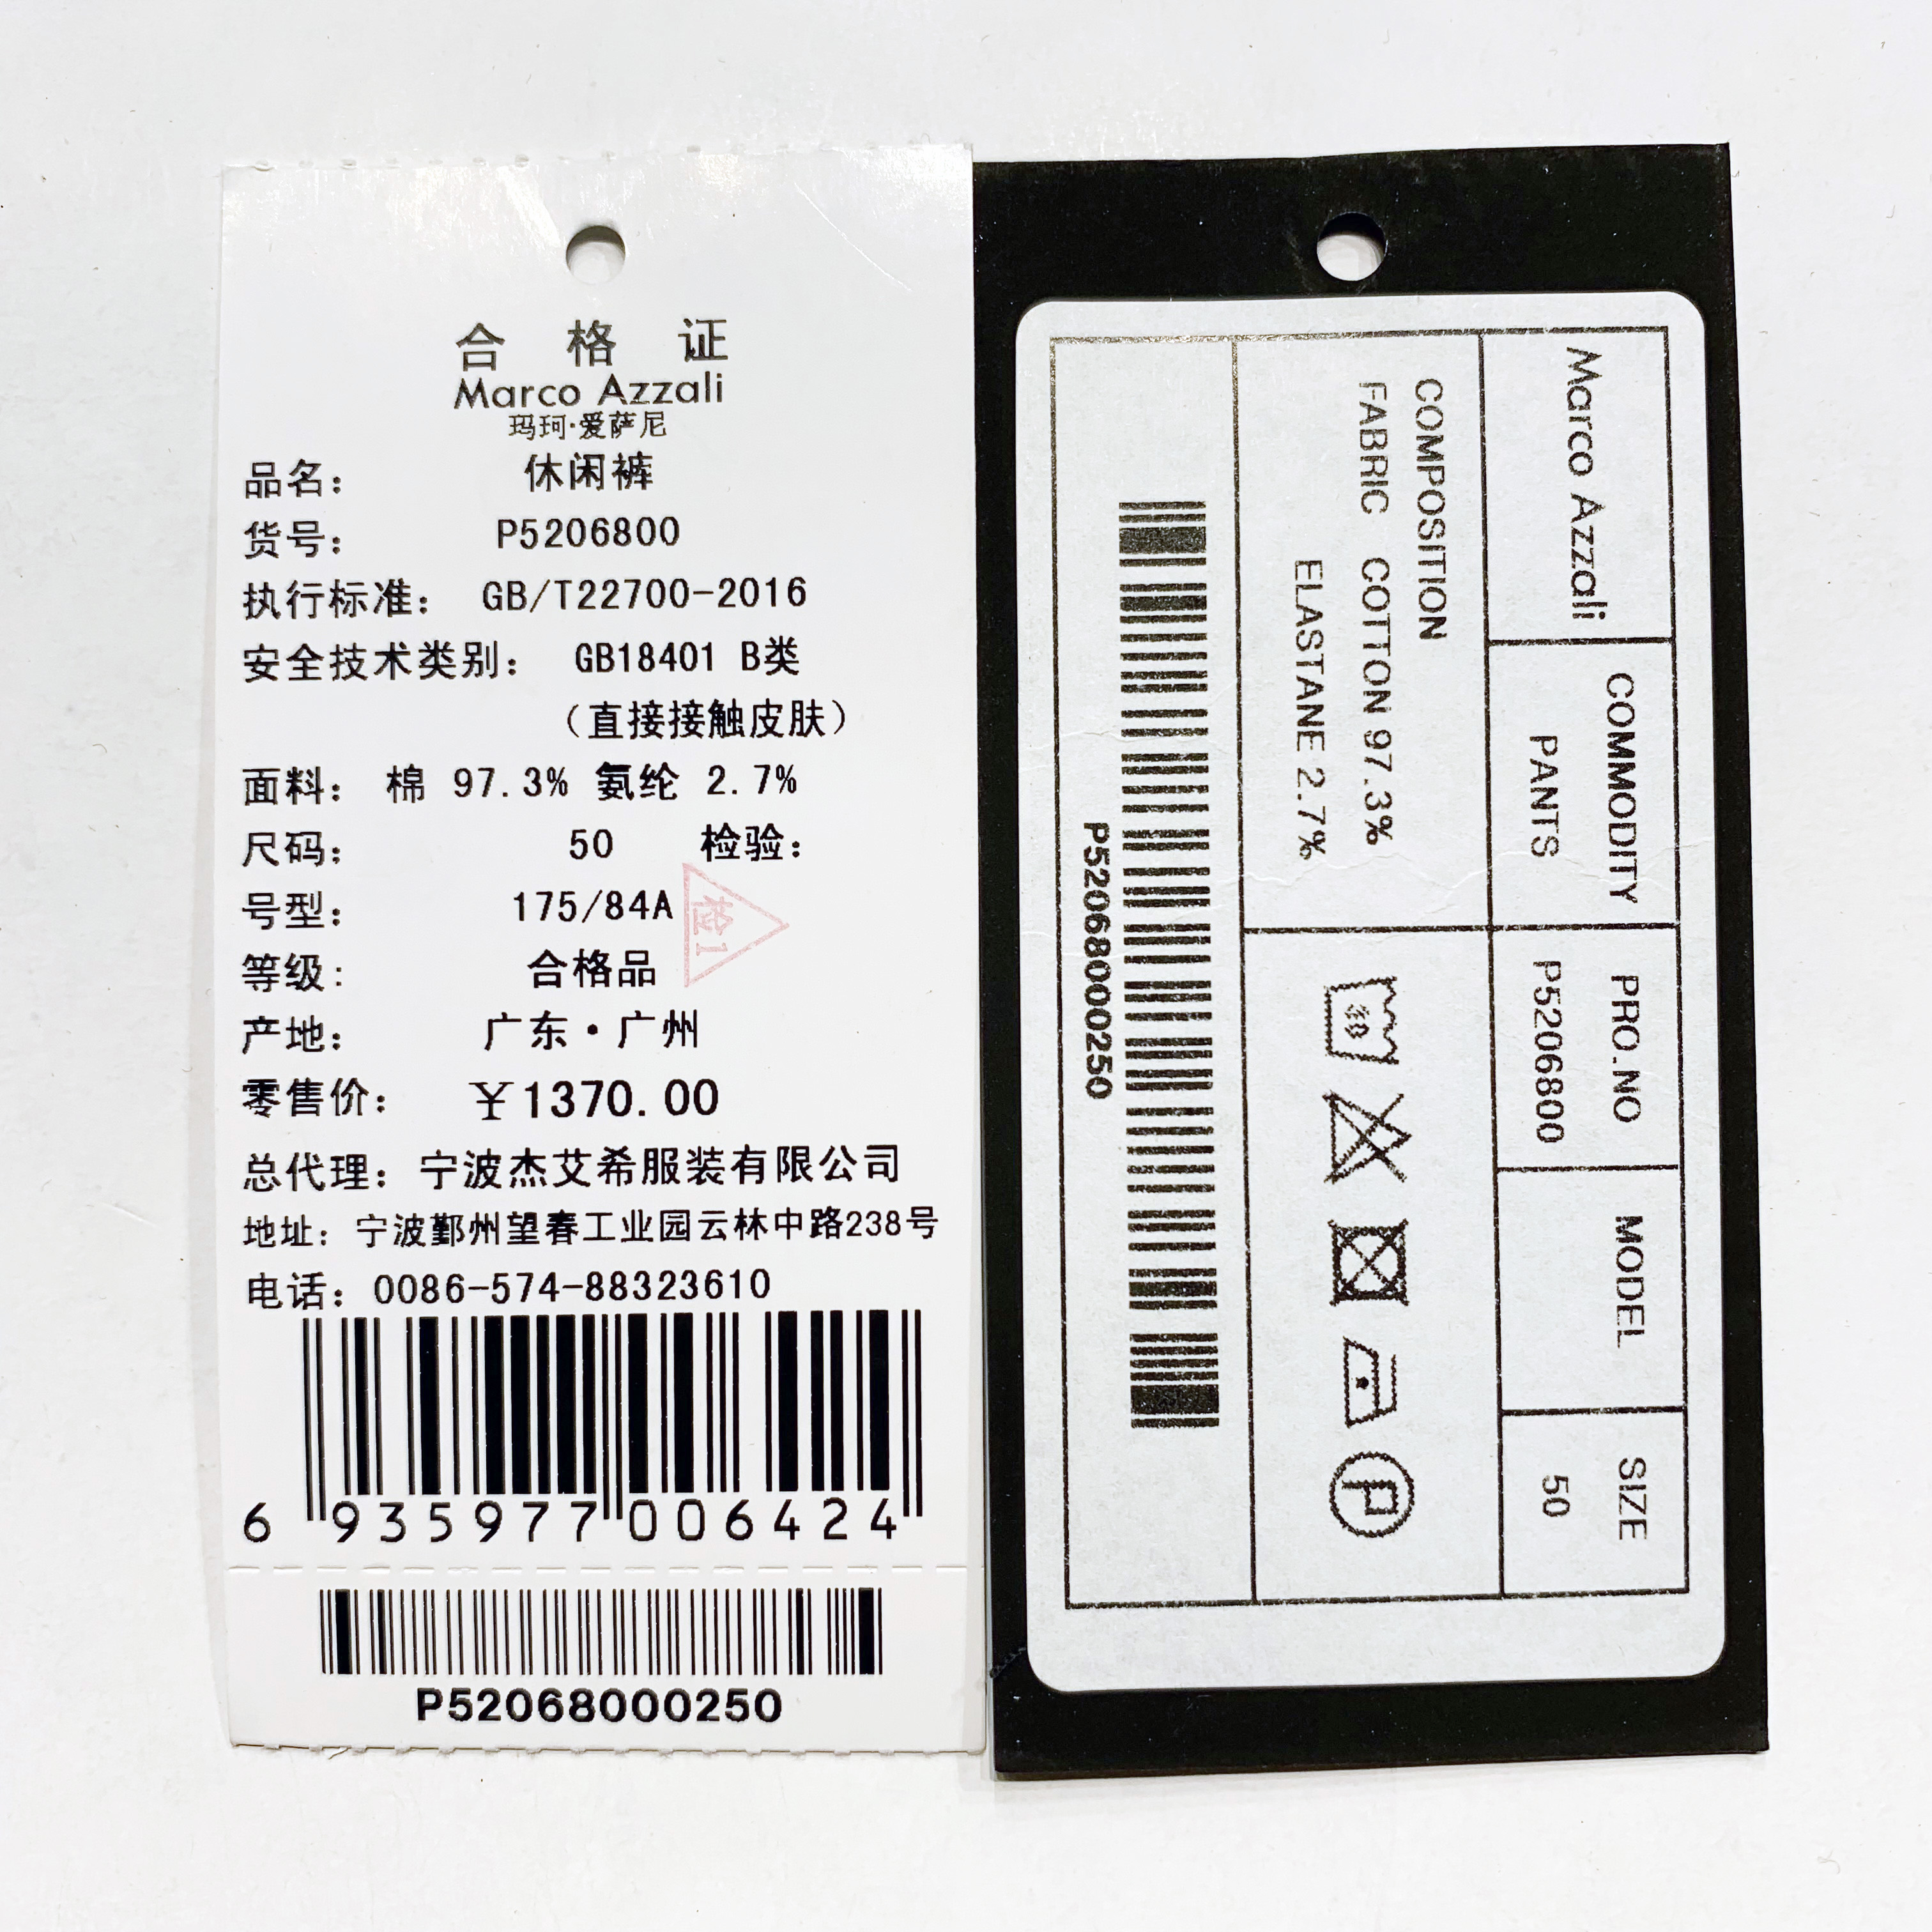 合 格 证
Marco Azzali
玛珂·爱萨尼
品名: 休闲裤
货号: P5206800
执行标准: GB/T22700-2016
安全技术类别: GB18401 B类
(直接接触皮肤)
面料: 棉 97.3% 氨纶 2.7%
尺码: 50 检验:
号型: 175/84A
检1
等级: 合格品
产地: 广东·广州
零售价: ¥1370.00
总代理: 宁波杰艾希服装有限公司
地址: 宁波鄞州望春工业园云林中路238号
电话: 0086-574-88323610
6 935977 006424
P52068000250
Marco Azzali
COMMODITY
PANTS
PRO.NO
P5206800
MODEL
SIZE
50
COMPOSITION
FABRIC COTTON 97.3%
ELASTANE 2.7%
30
P
P52068000250